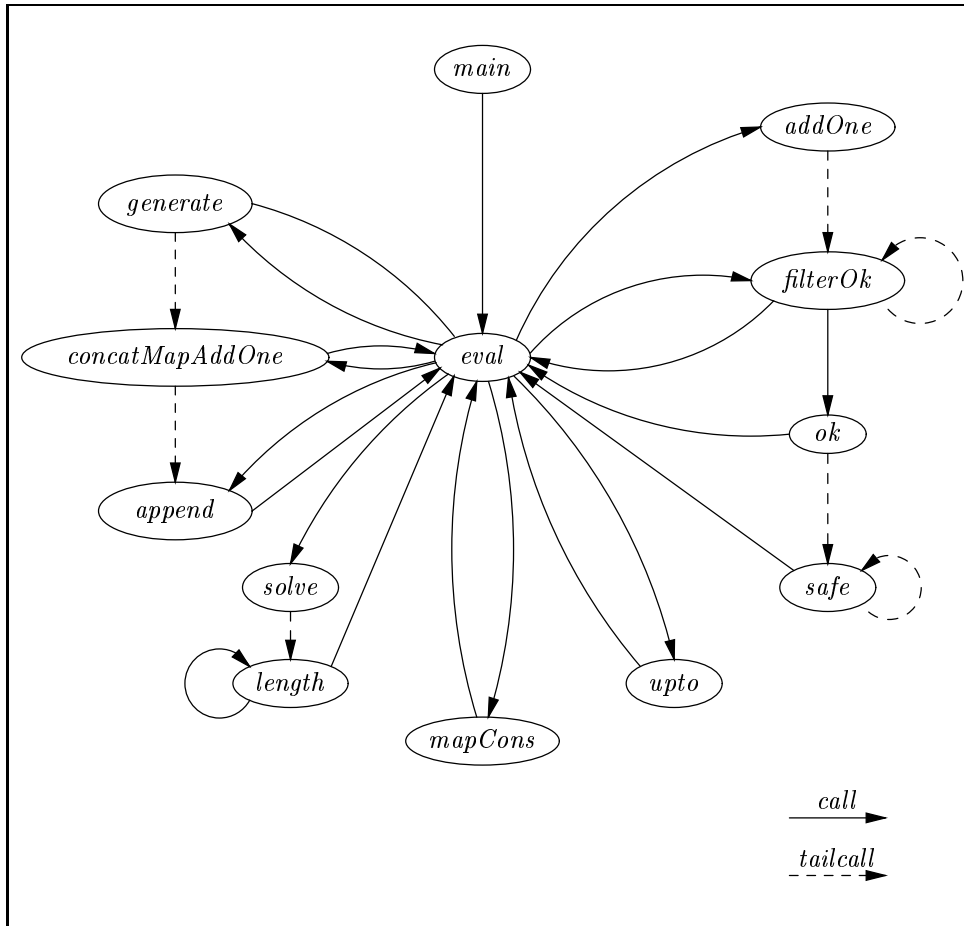 main
addOne
generate
filterOk
concatMapAddOne
eval
ok
append
solve
safe
length
upto
mapCons
call
tailcall